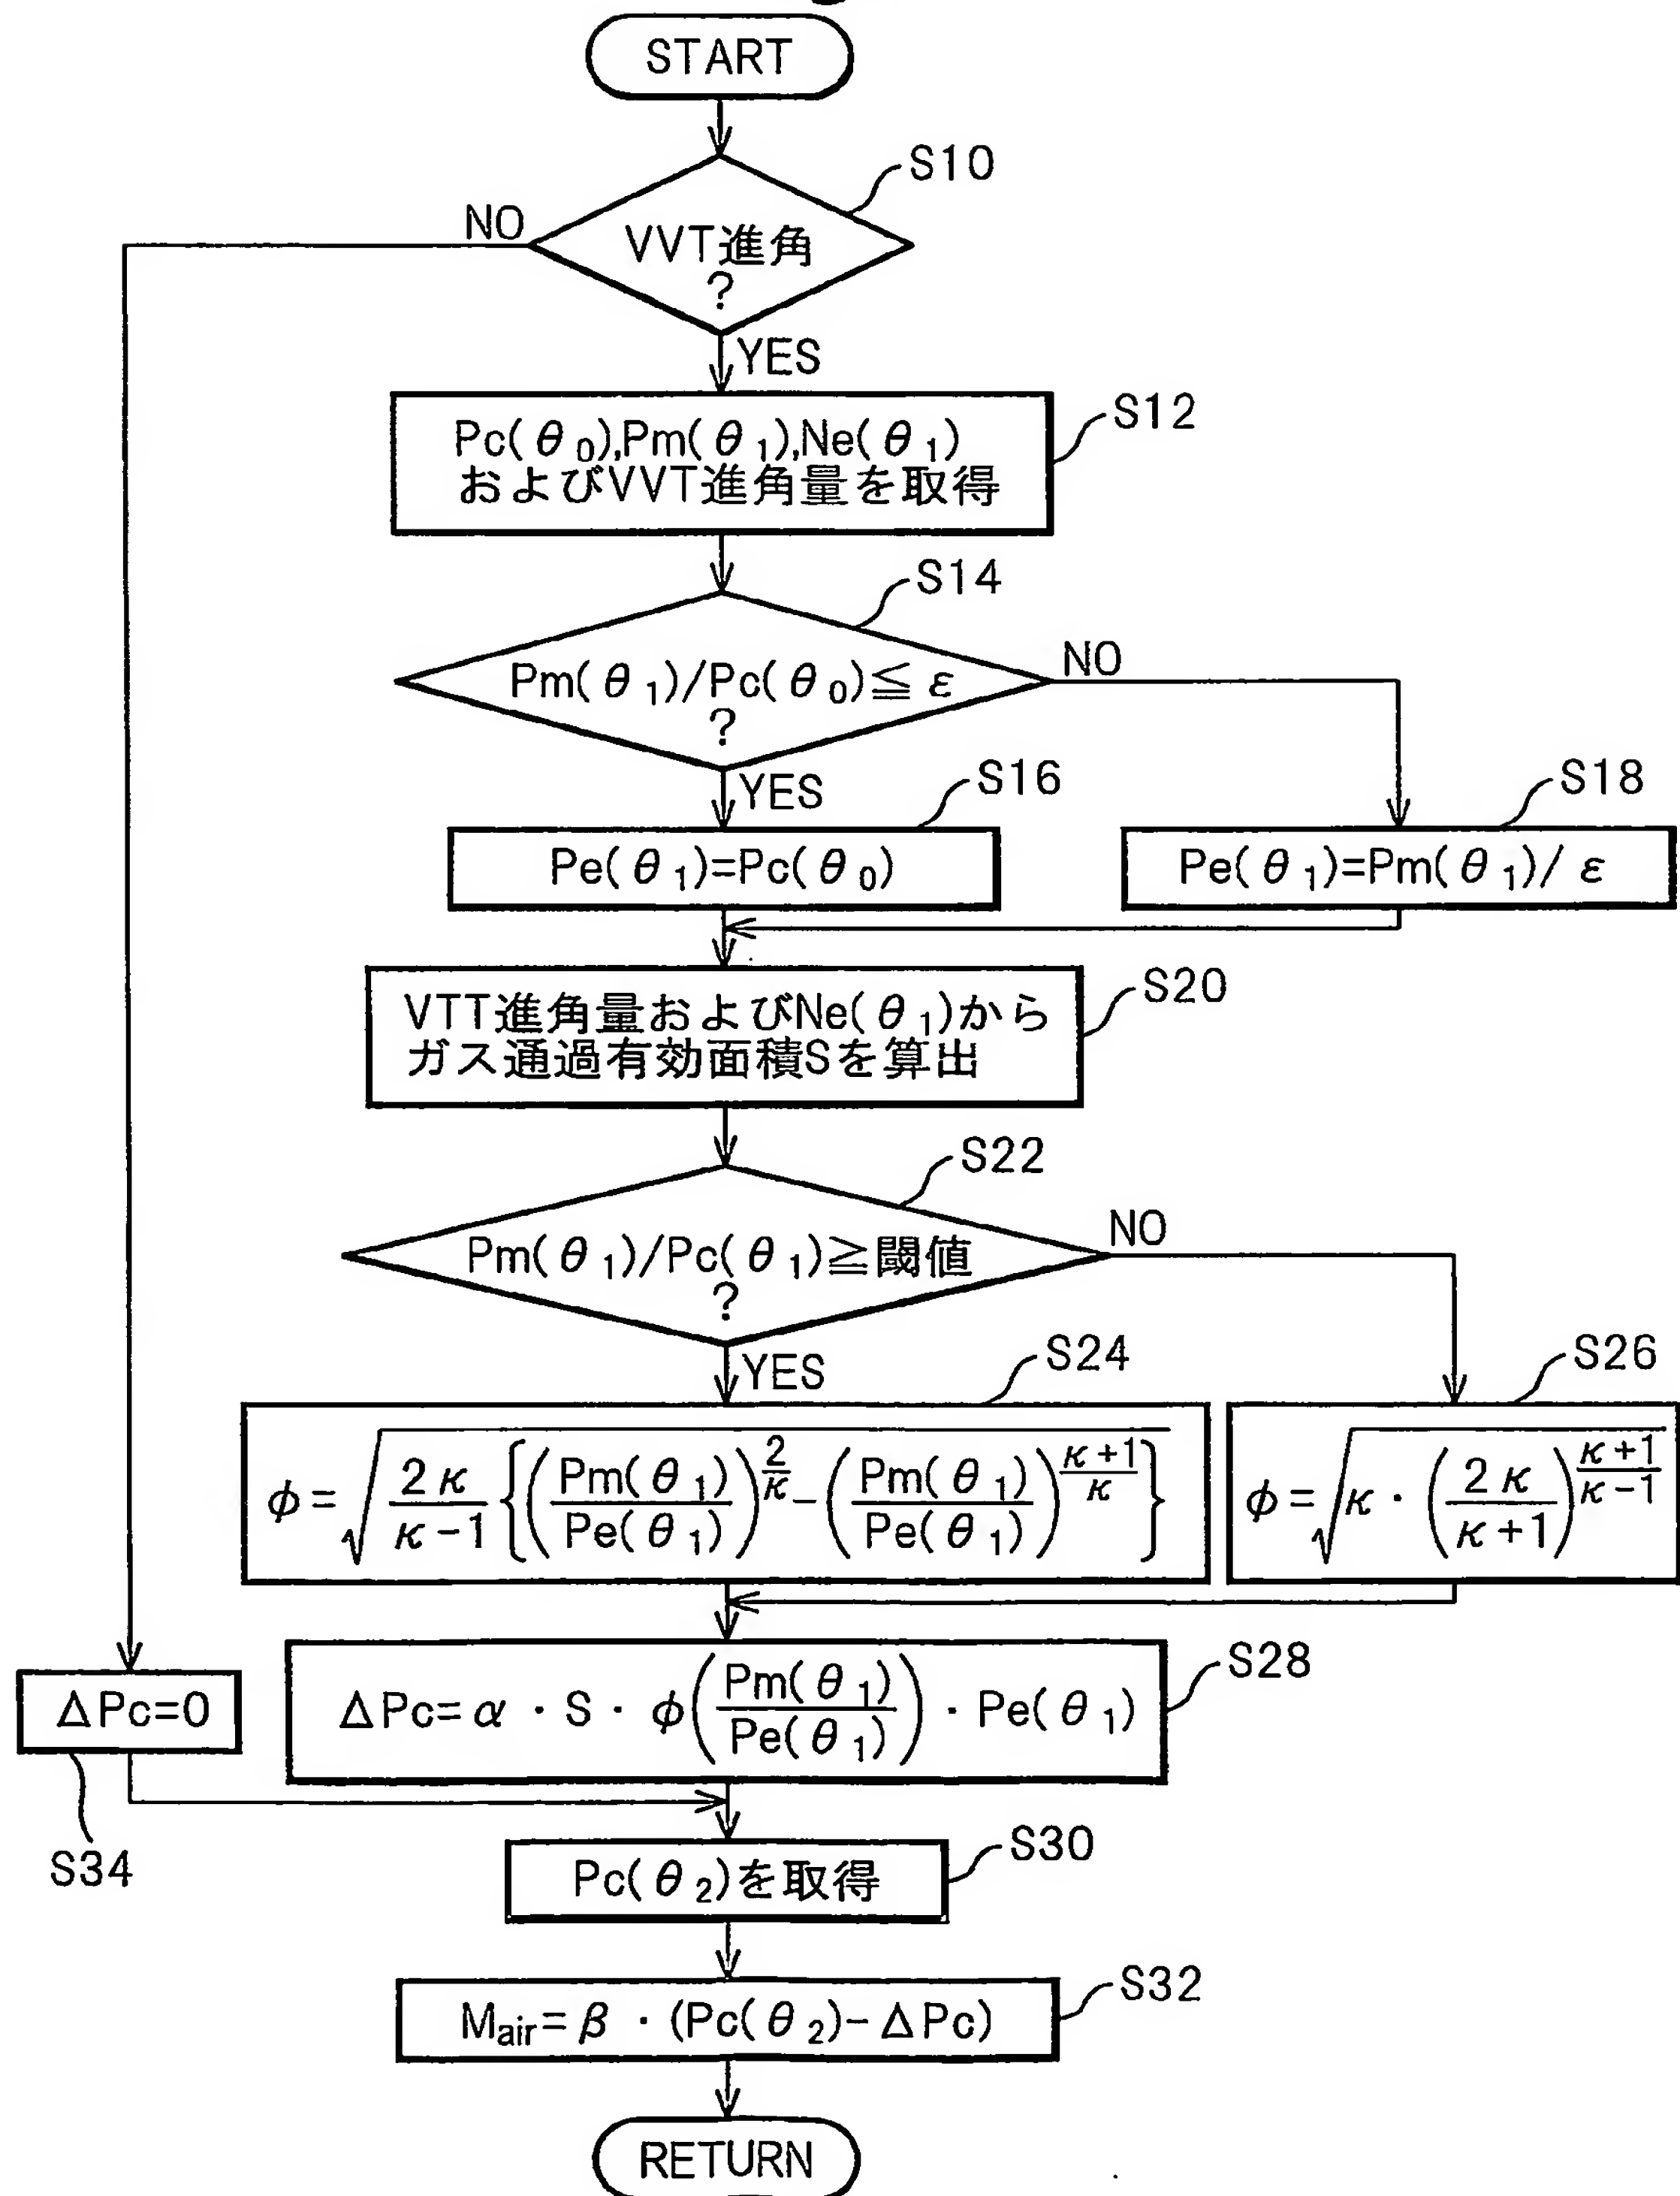 START
S10
NO
VVT進角
?
YES
S12
Pc(θ₀),Pm(θ₁),Ne(θ₁)
およびVVT進角量を取得
S14
NO
Pm(θ₁)/Pc(θ₀)≦ε
?
YES
S16
S18
Pe(θ₁)=Pc(θ₀)
Pe(θ₁)=Pm(θ₁)/ε
S20
VTT進角量およびNe(θ₁)から
ガス通過有効面積Sを算出
S22
NO
Pm(θ₁)/Pc(θ₁)≧閾値
?
YES
S24
S26
φ=√(2κ/(κ-1){(Pm(θ₁)/Pe(θ₁))^(2/κ)-(Pm(θ₁)/Pe(θ₁))^((κ+1)/κ)})
φ=√(κ·(2κ/(κ+1))^((κ+1)/(κ-1)))
S28
ΔPc=0
ΔPc=α・S・φ(Pm(θ₁)/Pe(θ₁))・Pe(θ₁)
S34
S30
Pc(θ₂)を取得
S32
Mair=β・(Pc(θ₂)-ΔPc)
RETURN